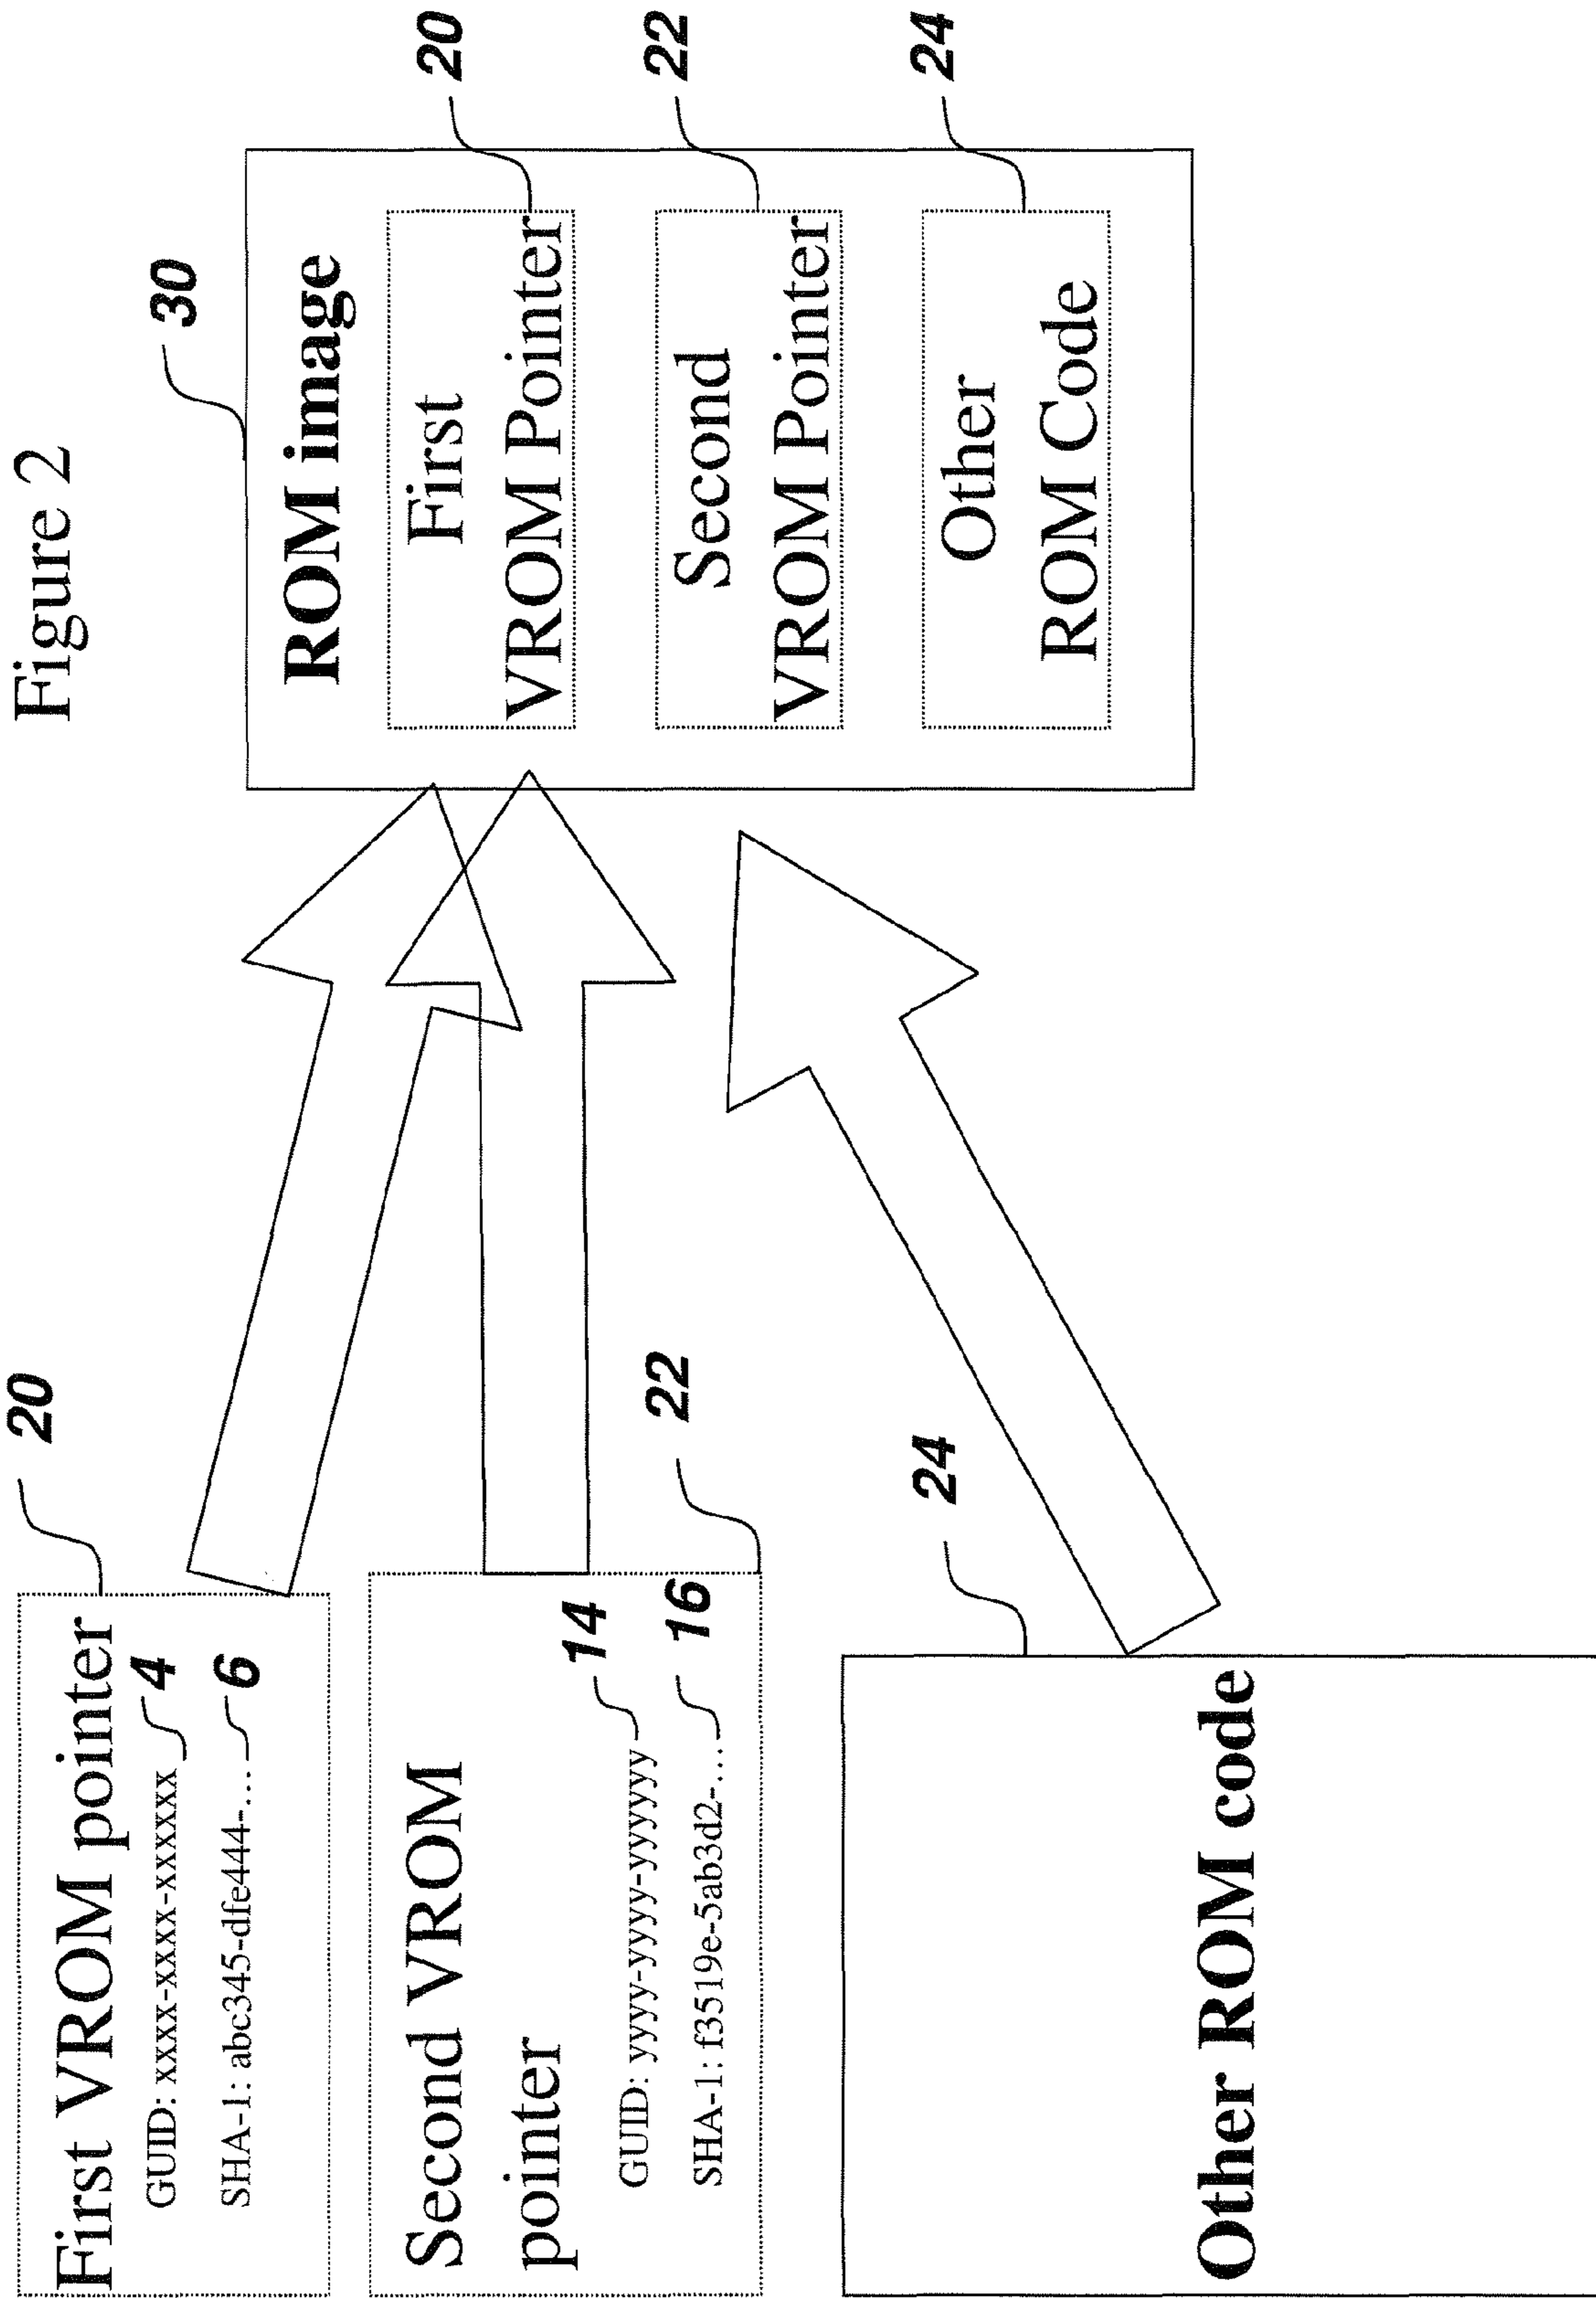 Figure 2
20
First VROM pointer
GUID: xxxx-xxxx-xxxxxx
4
SHA-1: abc345-dfe444-...
6
22
Second VROM
pointer
GUID: yyyy-yyyy-yyyyyy
14
SHA-1: f3519e-5ab3d2-...
16
24
Other ROM code
30
ROM image
First
VROM Pointer
20
Second
VROM Pointer
22
Other
ROM Code
24